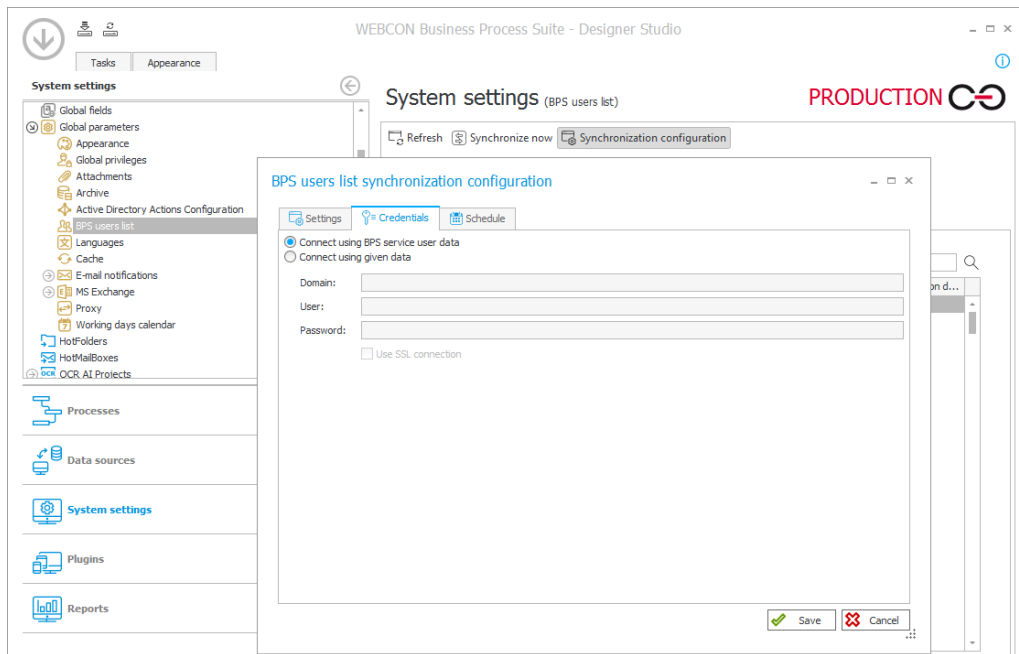 WEBCON Business Process Suite - Designer Studio
Tasks
Appearance
System settings
System settings (BPS users list)
PRODUCTION
Global fields
Global parameters
Appearance
Global privileges
Attachments
Archive
Active Directory Actions Configuration
BPS users list
Languages
Cache
E-mail notifications
MS Exchange
Proxy
Working days calendar
HotFolders
HotMailBoxes
OCR AI Projects
Refresh
Synchronize now
Synchronization configuration
BPS users list synchronization configuration
Settings
Credentials
Schedule
Connect using BPS service user data
Connect using given data
Domain:
User:
Password:
Use SSL connection
on d...
Processes
Data sources
System settings
Plugins
Reports
Save
Cancel